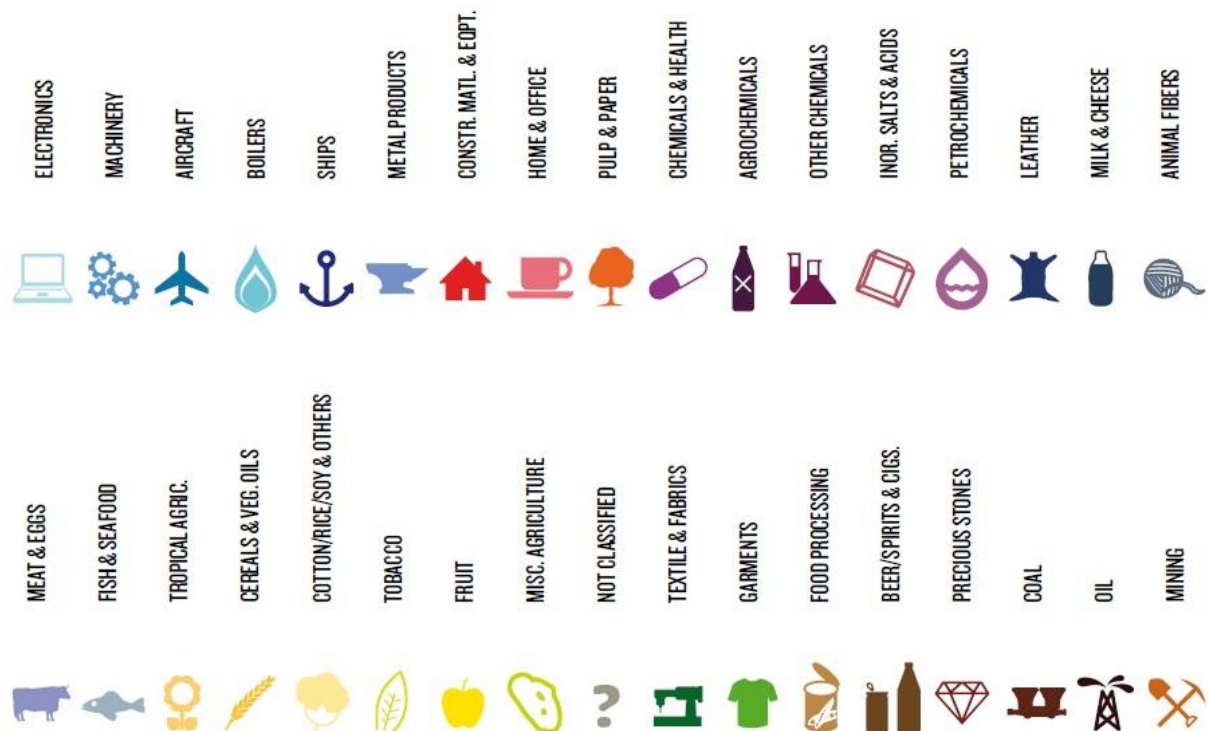 ELECTRONICS
MACHINERY
AIRCRAFT
BOILERS
SHIPS
METAL PRODUCTS
CONSTR. MATL. & EQPT.
HOME & OFFICE
PULP & PAPER
CHEMICALS & HEALTH
AGROCHEMICALS
OTHER CHEMICALS
INOR. SALTS & ACIDS
PETROCHEMICALS
LEATHER
MILK & CHEESE
ANIMAL FIBERS
MEAT & EGGS
FISH & SEAFOOD
TROPICAL AGRIC.
CEREALS & VEG. OILS
COTTON/RICE/SOY & OTHERS
TOBACCO
FRUIT
MISC. AGRICULTURE
NOT CLASSIFIED
TEXTILE & FABRICS
GARMENTS
FOOD PROCESSING
BEER/SPIRITS & CIGS.
PRECIOUS STONES
COAL
OIL
MINING
?